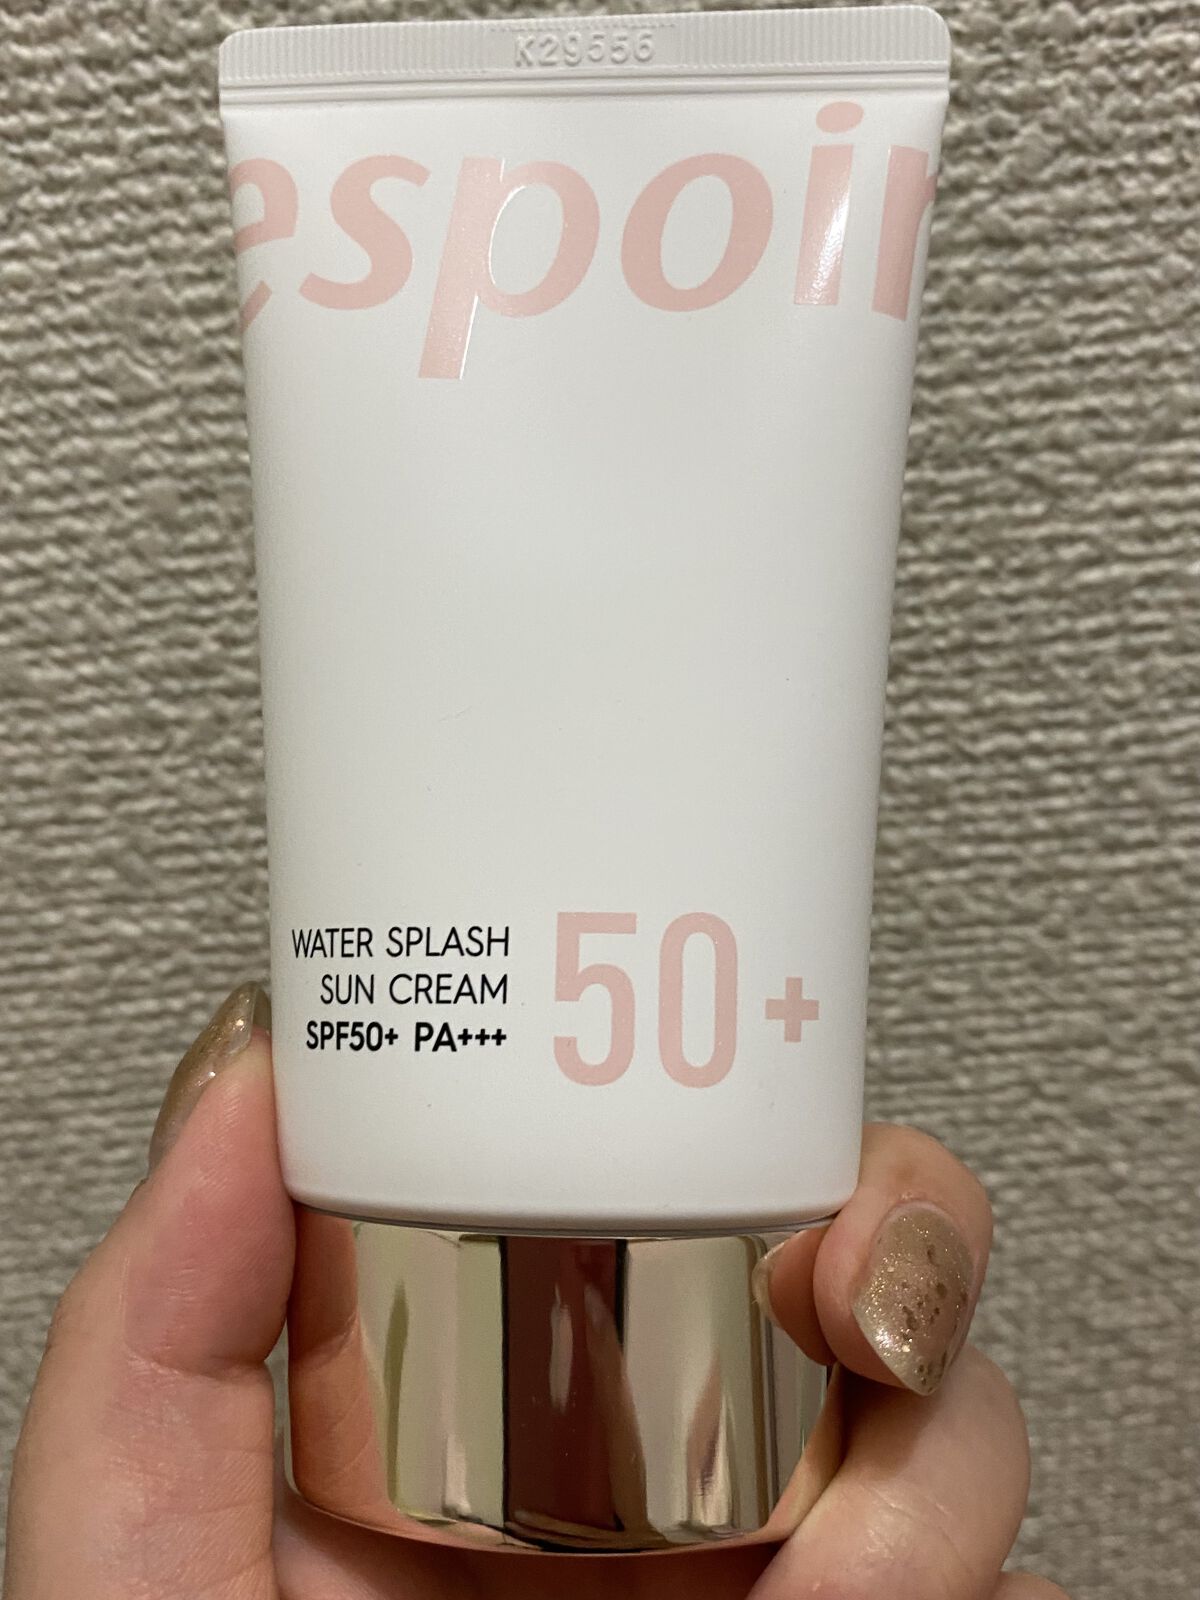 K29556
espoir
WATER SPLASH
SUN CREAM
SPF50+ PA+++
50+